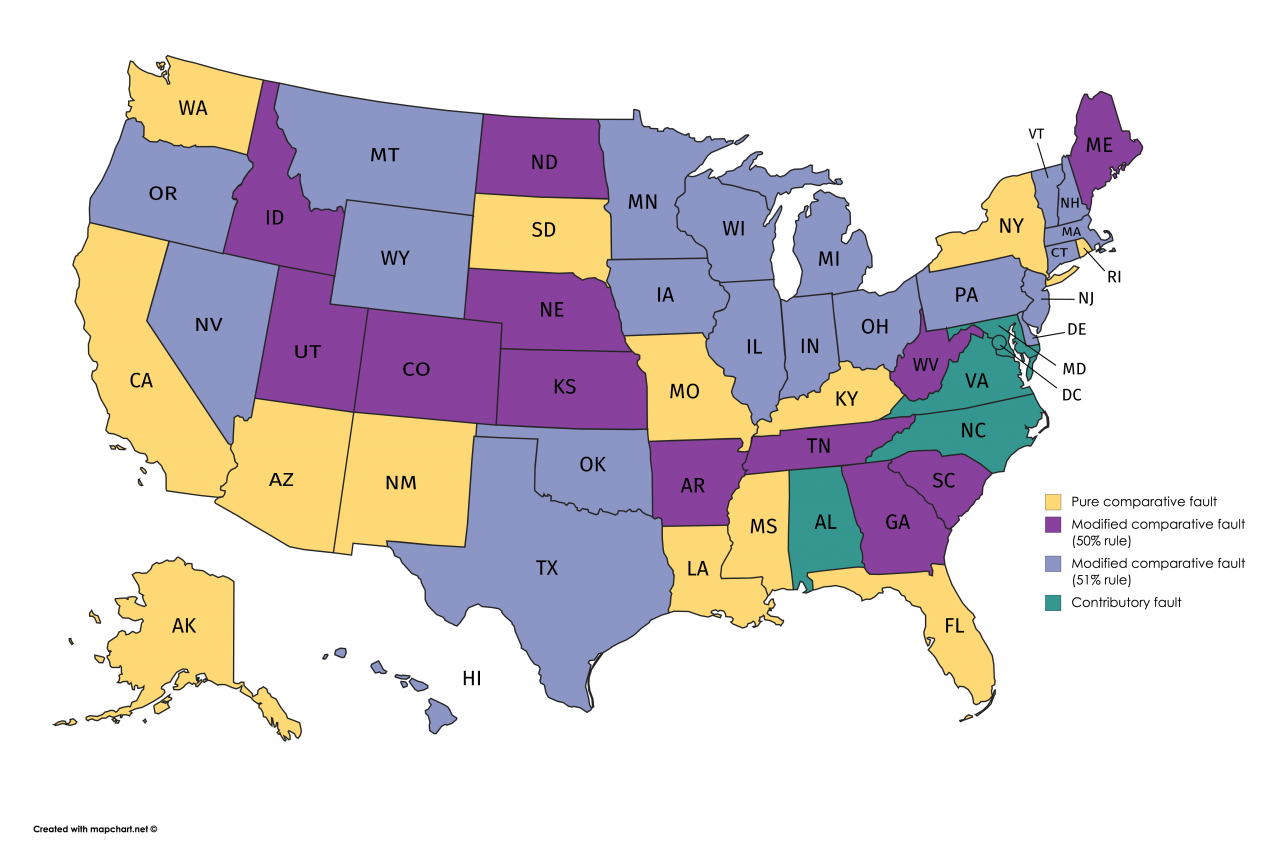 WA
MT
ND
MN
VT
ME
OR
ID
SD
WI
MI
NH
NY
MA
CT
RI
WY
IA
NE
PA
NJ
NV
UT
CO
KS
IL
IN
OH
WV
DE
MD
DC
VA
CA
MO
KY
NC
AZ
NM
OK
AR
TN
SC
MS
AL
GA
TX
LA
FL
AK
HI
Pure comparative fault
Modified comparative fault
(50% rule)
Modified comparative fault
(51% rule)
Contributory fault
Created with mapchart.net ©